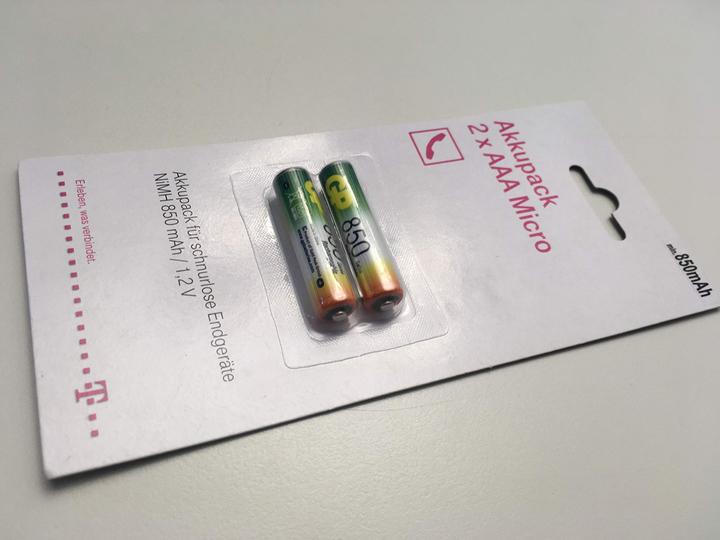 min. 850mAh
Akkupack
2 x AAA Micro
GP
850
GP
Akkupack für schnurlose Endgeräte
NiMH 850 mAh / 1,2 V
Erleben, was verbindet.
T